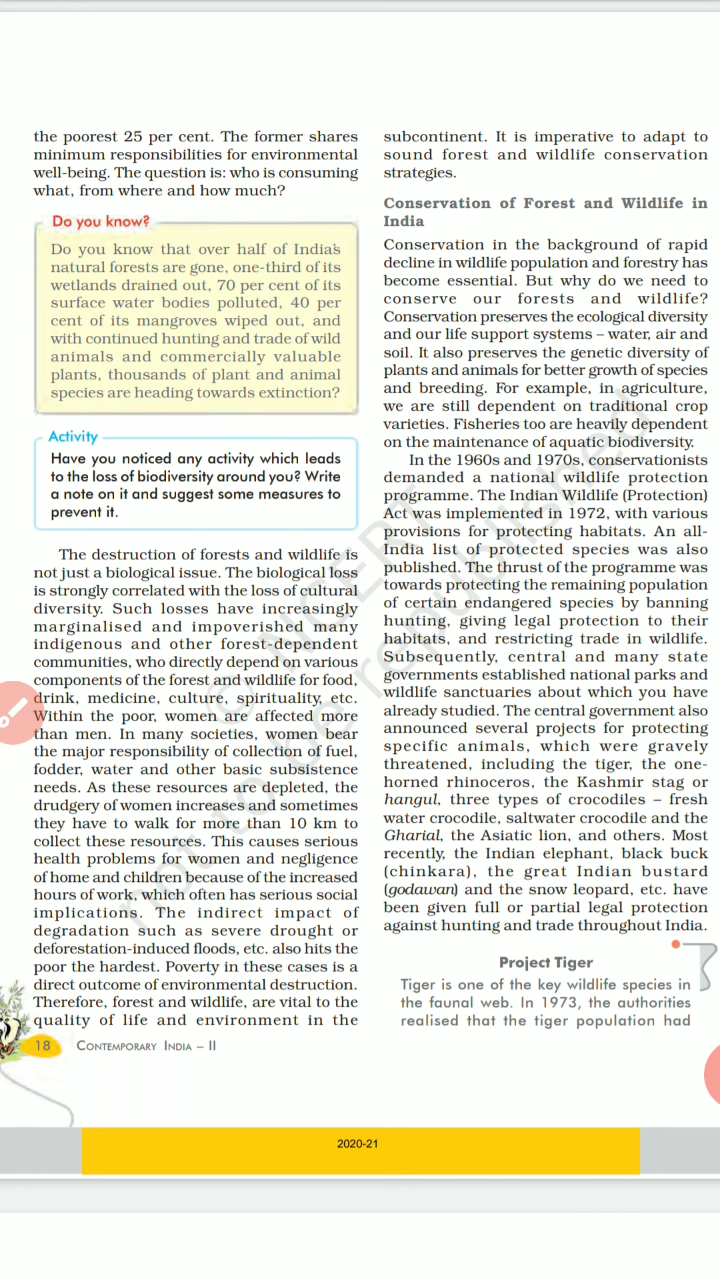 the poorest 25 per cent. The former shares
minimum responsibilities for environmental
well-being. The question is: who is consuming
what, from where and how much?
Do you know?
Do you know that over half of India's
natural forests are gone, one-third of its
wetlands drained out, 70 per cent of its
surface water bodies polluted, 40 per
cent of its mangroves wiped out, and
with continued hunting and trade of wild
animals and commercially valuable
plants, thousands of plant and animal
species are heading towards extinction?
Activity
Have you noticed any activity which leads
to the loss of biodiversity around you? Write
a note on it and suggest some measures to
prevent it.
The destruction of forests and wildlife is
not just a biological issue. The biological loss
is strongly correlated with the loss of cultural
diversity. Such losses have increasingly
marginalised and impoverished many
indigenous and other forest-dependent
communities, who directly depend on various
components of the forest and wildlife for food,
drink, medicine, culture, spirituality, etc.
Within the poor, women are affected more
than men. In many societies, women bear
the major responsibility of collection of fuel,
fodder, water and other basic subsistence
needs. As these resources are depleted, the
drudgery of women increases and sometimes
they have to walk for more than 10 km to
collect these resources. This causes serious
health problems for women and negligence
of home and children because of the increased
hours of work, which often has serious social
implications. The indirect impact of
degradation such as severe drought or
deforestation-induced floods, etc. also hits the
poor the hardest. Poverty in these cases is a
direct outcome of environmental destruction.
Therefore, forest and wildlife, are vital to the
quality of life and environment in the
subcontinent. It is imperative to adapt to
sound forest and wildlife conservation
strategies.
Conservation of Forest and Wildlife in
India
Conservation in the background of rapid
decline in wildlife population and forestry has
become essential. But why do we need to
conserve our forests and wildlife?
Conservation preserves the ecological diversity
and our life support systems – water, air and
soil. It also preserves the genetic diversity of
plants and animals for better growth of species
and breeding. For example, in agriculture,
we are still dependent on traditional crop
varieties. Fisheries too are heavily dependent
on the maintenance of aquatic biodiversity.
In the 1960s and 1970s, conservationists
demanded a national wildlife protection
programme. The Indian Wildlife (Protection)
Act was implemented in 1972, with various
provisions for protecting habitats. An all-
India list of protected species was also
published. The thrust of the programme was
towards protecting the remaining population
of certain endangered species by banning
hunting, giving legal protection to their
habitats, and restricting trade in wildlife.
Subsequently, central and many state
governments established national parks and
wildlife sanctuaries about which you have
already studied. The central government also
announced several projects for protecting
specific animals, which were gravely
threatened, including the tiger, the one-
horned rhinoceros, the Kashmir stag or
hangul, three types of crocodiles – fresh
water crocodile, saltwater crocodile and the
Gharial, the Asiatic lion, and others. Most
recently, the Indian elephant, black buck
(chinkara), the great Indian bustard
(godawan) and the snow leopard, etc. have
been given full or partial legal protection
against hunting and trade throughout India.
Project Tiger
Tiger is one of the key wildlife species in
the faunal web. In 1973, the authorities
realised that the tiger population had
18 CONTEMPORARY INDIA – II
2020-21
© NCERT
not to be republished